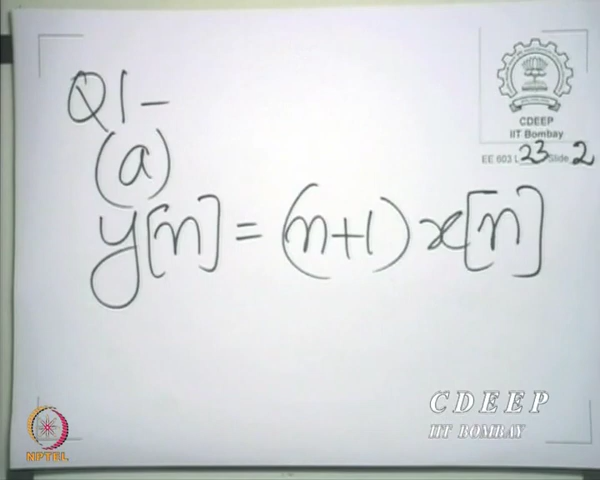 Q1-
(a)
y[n] = (n+1) x[n]
CDEEP
IIT Bombay
EE 603 L 23 Slide 2
CDEEP
IIT BOMBAY
NPTEL